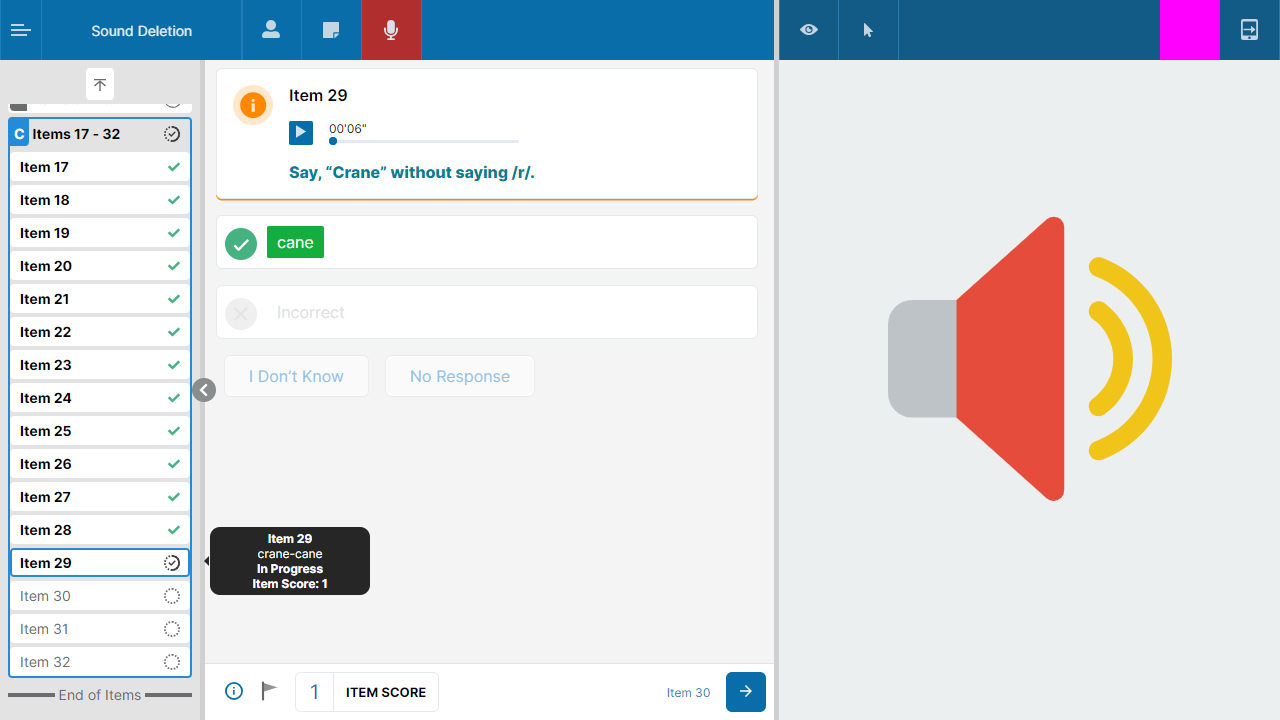 Sound Deletion
C Items 17 - 32
Item 17
Item 18
Item 19
Item 20
Item 21
Item 22
Item 23
Item 24
Item 25
Item 26
Item 27
Item 28
Item 29
Item 30
Item 31
Item 32
End of Items
Item 29
00'06"
Say, “Crane” without saying /r/.
cane
Incorrect
I Don’t Know No Response
Item 29
crane-cane
In Progress
Item Score: 1
1 ITEM SCORE Item 30